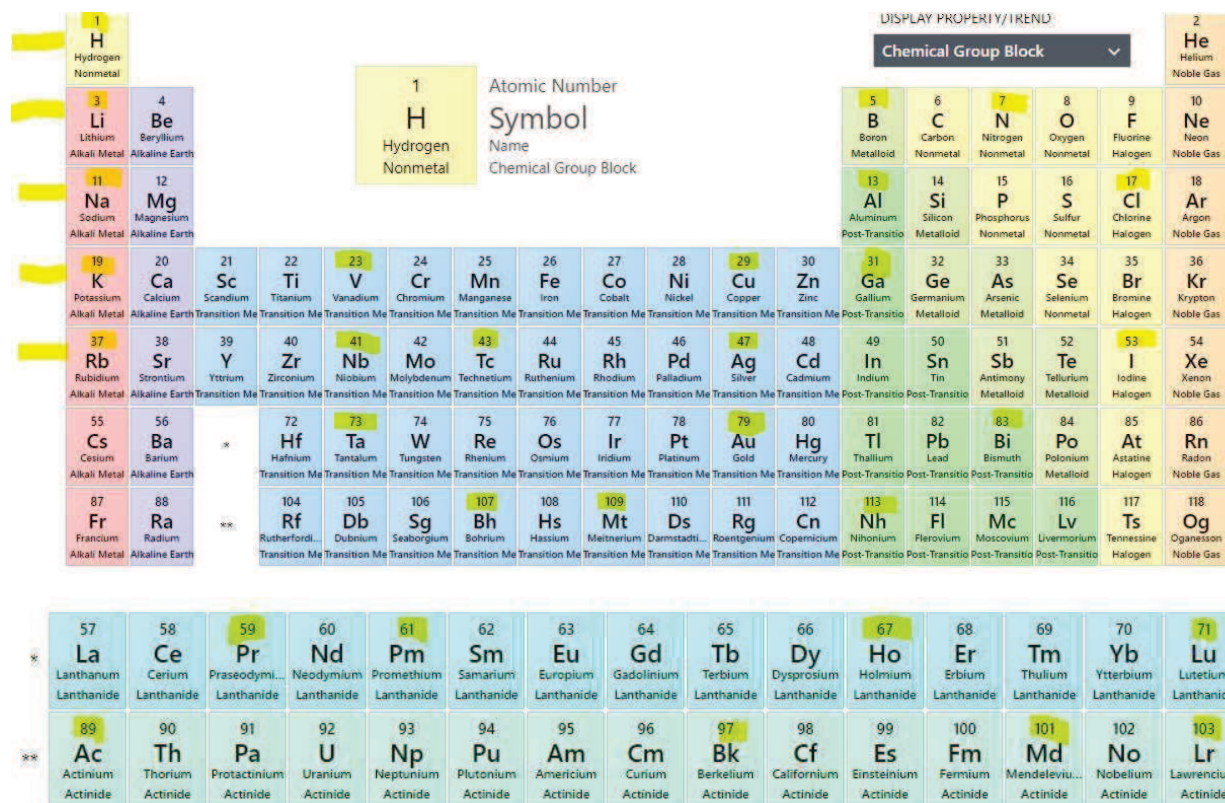 DISPLAY PROPERTY/TREND
Chemical Group Block
1 2
H He
Hydrogen Helium
Nonmetal Noble Gas
1 Atomic Number
H Symbol
Hydrogen Name
Nonmetal Chemical Group Block
3 4 5 6 7 8 9 10
Li Be B C N O F Ne
Lithium Beryllium Boron Carbon Nitrogen Oxygen Fluorine Neon
Alkali Metal Alkaline Earth Metalloid Nonmetal Nonmetal Nonmetal Halogen Noble Gas
11 12 13 14 15 16 17 18
Na Mg Al Si P S Cl Ar
Sodium Magnesium Aluminum Silicon Phosphorus Sulfur Chlorine Argon
Alkali Metal Alkaline Earth Post-Transitio Metalloid Nonmetal Nonmetal Halogen Noble Gas
19 20 21 22 23 24 25 26 27 28 29 30 31 32 33 34 35 36
K Ca Sc Ti V Cr Mn Fe Co Ni Cu Zn Ga Ge As Se Br Kr
Potassium Calcium Scandium Titanium Vanadium Chromium Manganese Iron Cobalt Nickel Copper Zinc Gallium Germanium Arsenic Selenium Bromine Krypton
Alkali Metal Alkaline Earth Transition Me Transition Me Transition Me Transition Me Transition Me Transition Me Transition Me Transition Me Transition Me Transition Me Post-Transitio Metalloid Metalloid Nonmetal Halogen Noble Gas
37 38 39 40 41 42 43 44 45 46 47 48 49 50 51 52 53 54
Rb Sr Y Zr Nb Mo Tc Ru Rh Pd Ag Cd In Sn Sb Te I Xe
Rubidium Strontium Yttrium Zirconium Niobium Molybdenum Technetium Ruthenium Rhodium Palladium Silver Cadmium Indium Tin Antimony Tellurium Iodine Xenon
Alkali Metal Alkaline Earth Transition Me Transition Me Transition Me Transition Me Transition Me Transition Me Transition Me Transition Me Transition Me Transition Me Post-Transitio Post-Transitio Metalloid Metalloid Halogen Noble Gas
55 56 72 73 74 75 76 77 78 79 80 81 82 83 84 85 86
Cs Ba * Hf Ta W Re Os Ir Pt Au Hg Tl Pb Bi Po At Rn
Cesium Barium Hafnium Tantalum Tungsten Rhenium Osmium Iridium Platinum Gold Mercury Thallium Lead Bismuth Polonium Astatine Radon
Alkali Metal Alkaline Earth Transition Me Transition Me Transition Me Transition Me Transition Me Transition Me Transition Me Transition Me Transition Me Post-Transitio Post-Transitio Post-Transitio Metalloid Halogen Noble Gas
87 88 104 105 106 107 108 109 110 111 112 113 114 115 116 117 118
Fr Ra ** Rf Db Sg Bh Hs Mt Ds Rg Cn Nh Fl Mc Lv Ts Og
Francium Radium Rutherfordi... Dubnium Seaborgium Bohrium Hassium Meitnerium Darmstadti... Roentgenium Copernicium Nihonium Flerovium Moscovium Livermorium Tennessine Oganesson
Alkali Metal Alkaline Earth Transition Me Transition Me Transition Me Transition Me Transition Me Transition Me Transition Me Transition Me Transition Me Post-Transitio Post-Transitio Post-Transitio Post-Transitio Halogen Noble Gas
57 58 59 60 61 62 63 64 65 66 67 68 69 70 71
* La Ce Pr Nd Pm Sm Eu Gd Tb Dy Ho Er Tm Yb Lu
Lanthanum Cerium Praseodymi... Neodymium Promethium Samarium Europium Gadolinium Terbium Dysprosium Holmium Erbium Thulium Ytterbium Lutetium
Lanthanide Lanthanide Lanthanide Lanthanide Lanthanide Lanthanide Lanthanide Lanthanide Lanthanide Lanthanide Lanthanide Lanthanide Lanthanide Lanthanide Lanthanide
89 90 91 92 93 94 95 96 97 98 99 100 101 102 103
** Ac Th Pa U Np Pu Am Cm Bk Cf Es Fm Md No Lr
Actinium Thorium Protactinium Uranium Neptunium Plutonium Americium Curium Berkelium Californium Einsteinium Fermium Mendeleviu... Nobelium Lawrenciu
Actinide Actinide Actinide Actinide Actinide Actinide Actinide Actinide Actinide Actinide Actinide Actinide Actinide Actinide Actinide